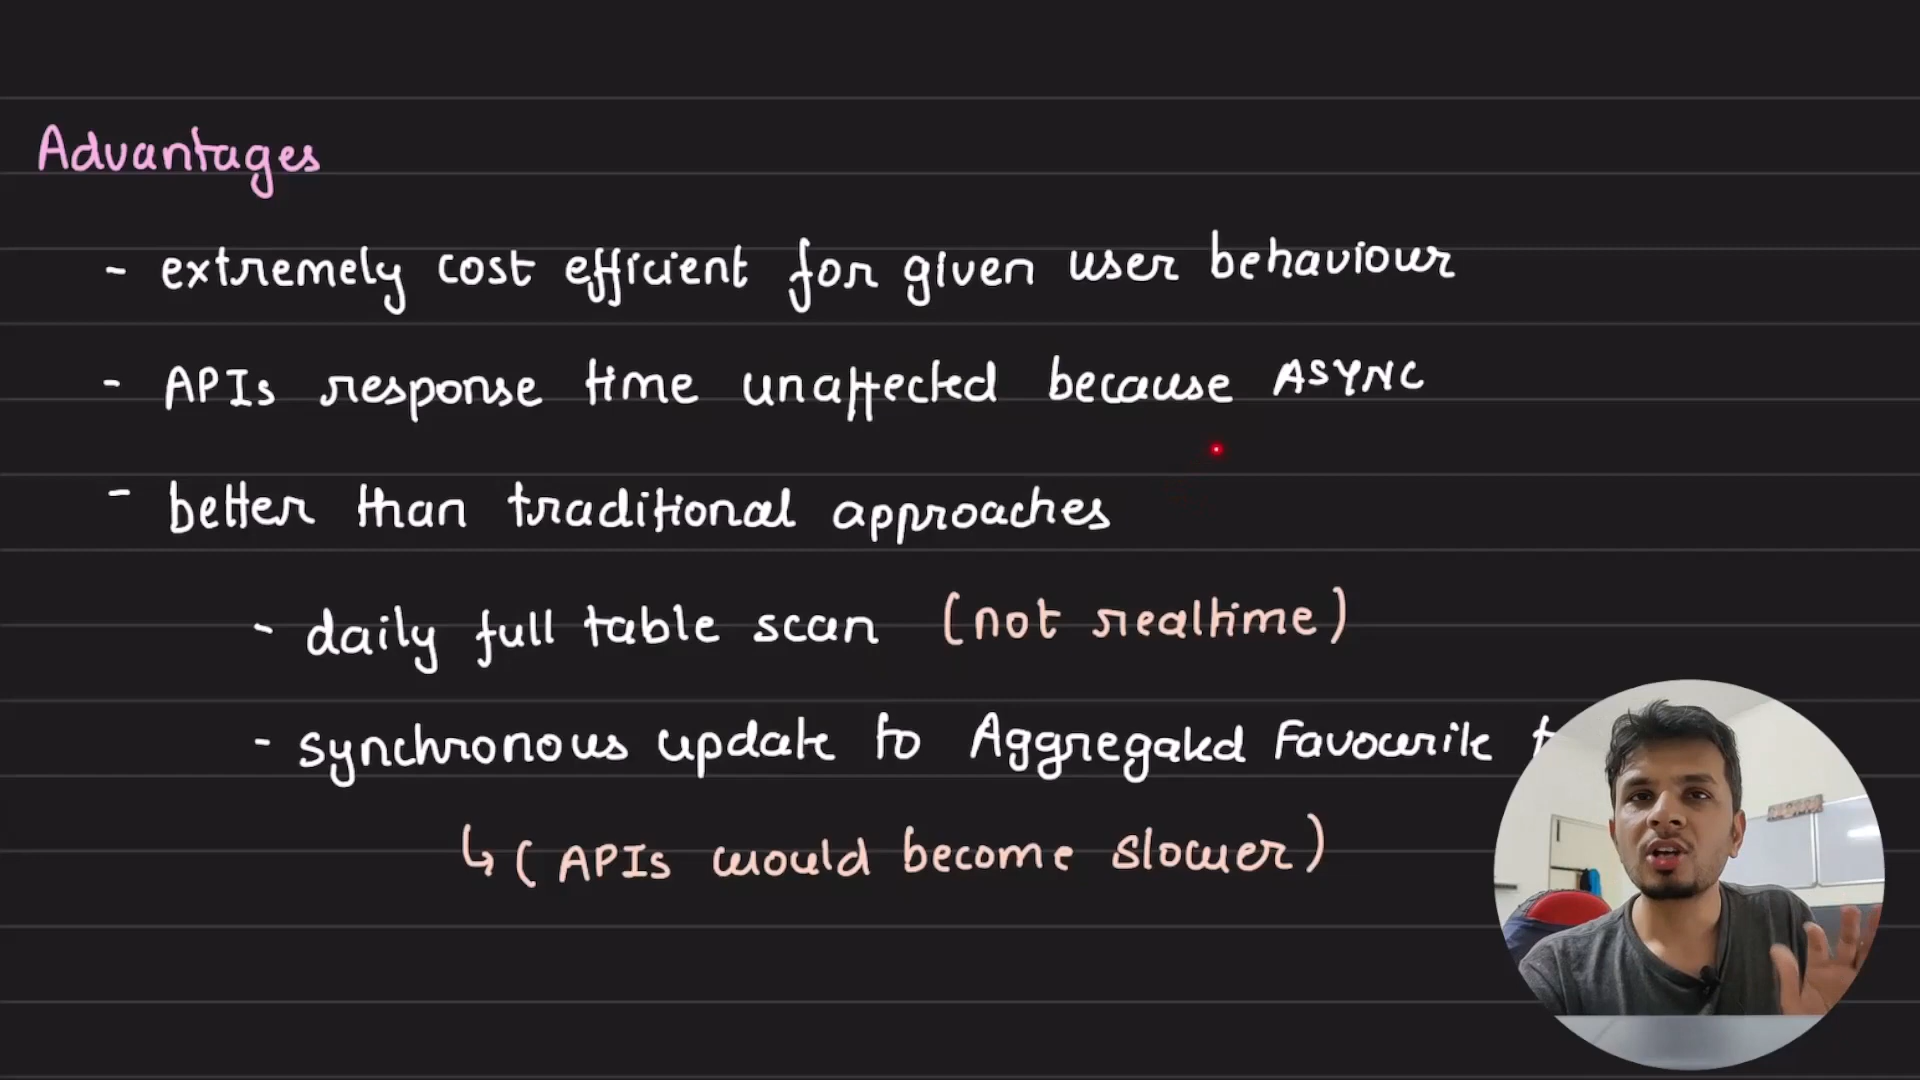 Advantages
- extremely cost efficient for given user behaviour
- APIs response time unaffected because ASYNC
- better than traditional approaches
- daily full table scan (not realtime)
- synchronous update to Aggregated Favourite
↳ (APIs would become slower)